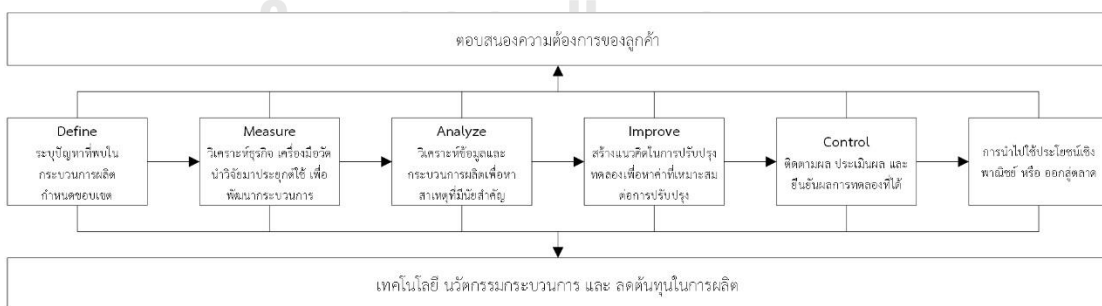 ตอบสนองความต้องการของลูกค้า
Define
ระบุปัญหาที่พบใน
กระบวนการผลิต
กำหนดขอบเขต
Measure
วิเคราะห์ธุรกิจ เครื่องมือวัด
นำวิจัยมาประยุกต์ใช้ เพื่อ
พัฒนากระบวนการ
Analyze
วิเคราะห์ข้อมูลและ
กระบวนการผลิตเพื่อหา
สาเหตุที่มีนัยสำคัญ
Improve
สร้างแนวคิดในการปรับปรุง
ทดลองเพื่อหาค่าที่เหมาะสม
ต่อการปรับปรุง
Control
ติดตามผล ประเมินผล และ
ยืนยันผลการทดลองที่ได้
การนำไปใช้ประโยชน์เชิง
พาณิชย์ หรือ ออกสู่ตลาด
เทคโนโลยี นวัตกรรมกระบวนการ และ ลดต้นทุนในการผลิต